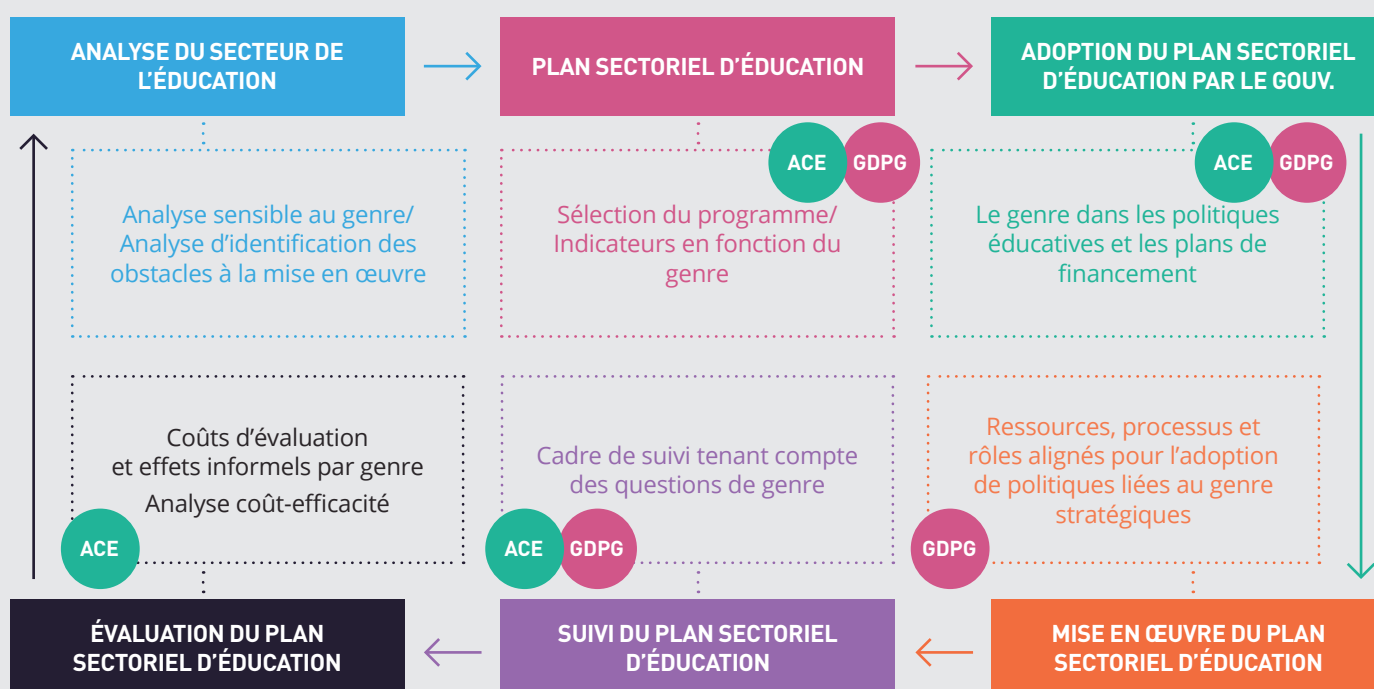 ANALYSE DU SECTEUR DE
L’ÉDUCATION
PLAN SECTORIEL D’ÉDUCATION
ADOPTION DU PLAN SECTORIEL
D’ÉDUCATION PAR LE GOUV.
Analyse sensible au genre/
Analyse d’identification des
obstacles à la mise en œuvre
ACE
GDPG
Sélection du programme/
Indicateurs en fonction du
genre
ACE
GDPG
Le genre dans les politiques
éducatives et les plans de
financement
Coûts d’évaluation
et effets informels par genre
Analyse coût-efficacité
ACE
Cadre de suivi tenant compte
des questions de genre
ACE
GDPG
Ressources, processus et
rôles alignés pour l’adoption
de politiques liées au genre
stratégiques
GDPG
ÉVALUATION DU PLAN
SECTORIEL D’ÉDUCATION
SUIVI DU PLAN SECTORIEL
D’ÉDUCATION
MISE EN ŒUVRE DU PLAN
SECTORIEL D’ÉDUCATION